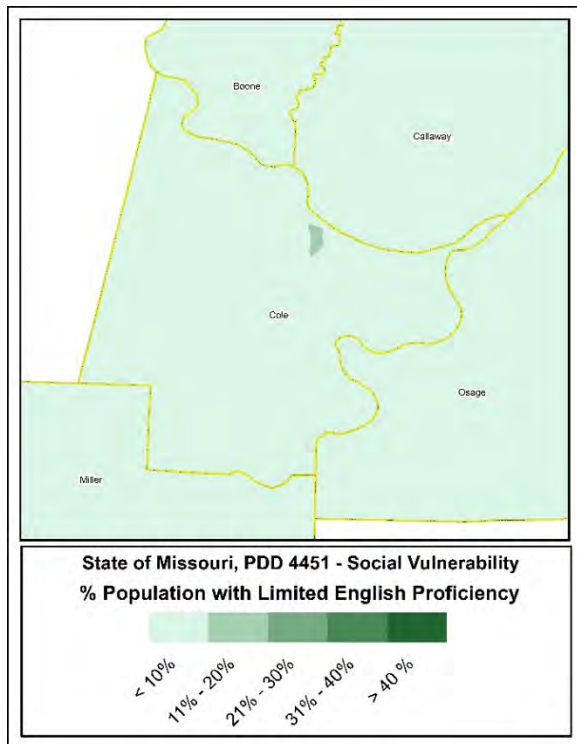 Boone
Callaway
Cole
Osage
Miller
State of Missouri, PDD 4451 - Social Vulnerability
% Population with Limited English Proficiency
< 10%
11% - 20%
21% - 30%
31% - 40%
> 40 %